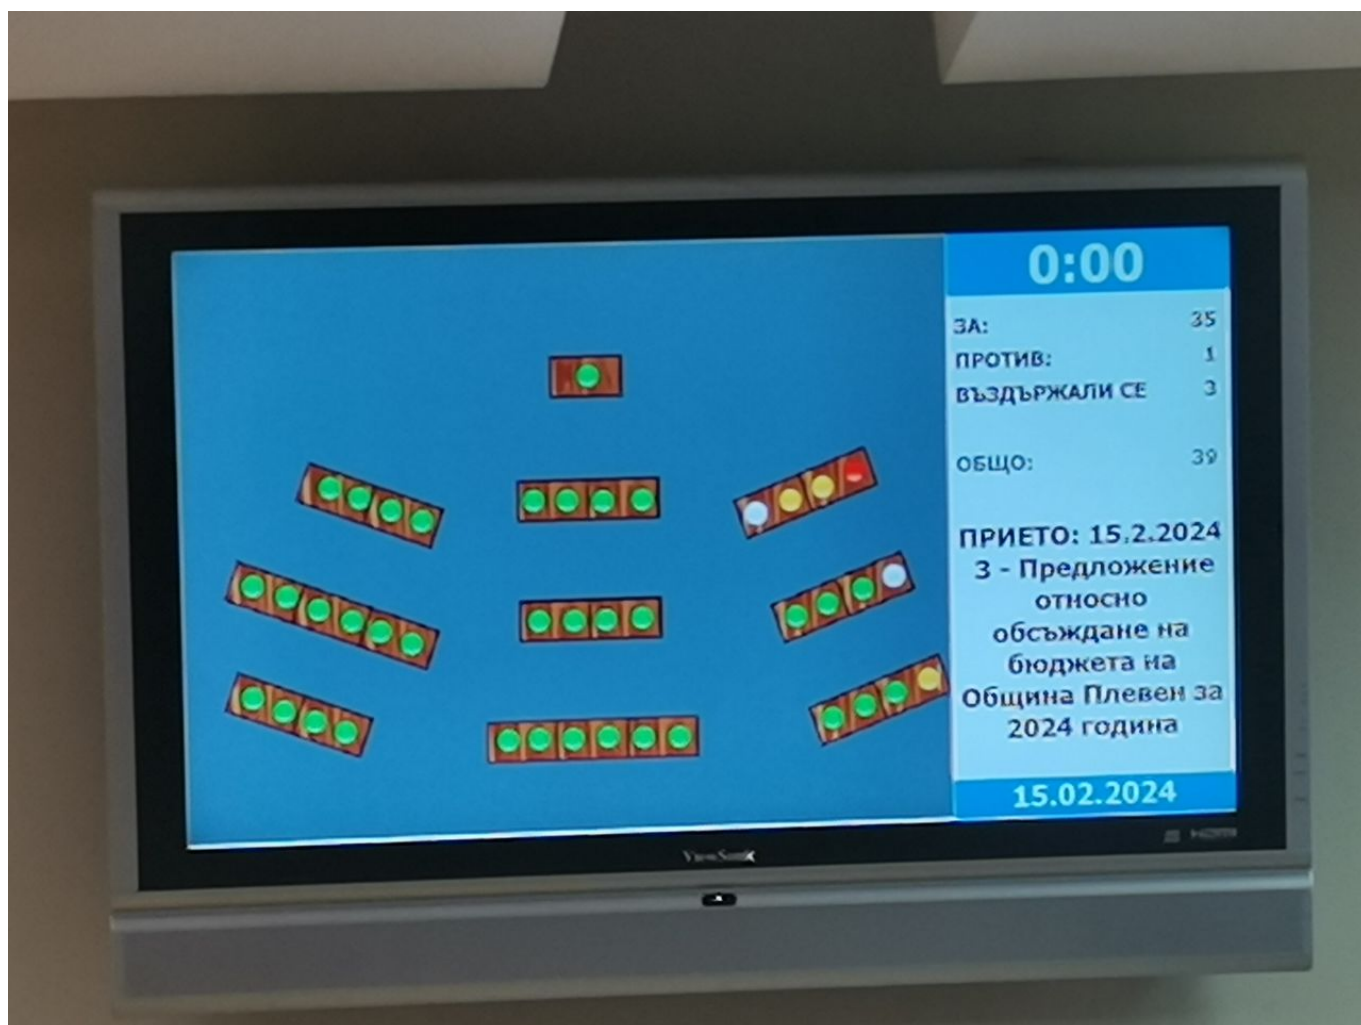 0:00
ЗА: 35
ПРОТИВ: 1
ВЪЗДЪРЖАЛИ СЕ 3
ОБЩО: 39
ПРИЕТО: 15.2.2024
3 - Предложение
относно
обсъждане на
бюджета на
Община Плевен за
2024 година
15.02.2024
ViewSonic
HDMI